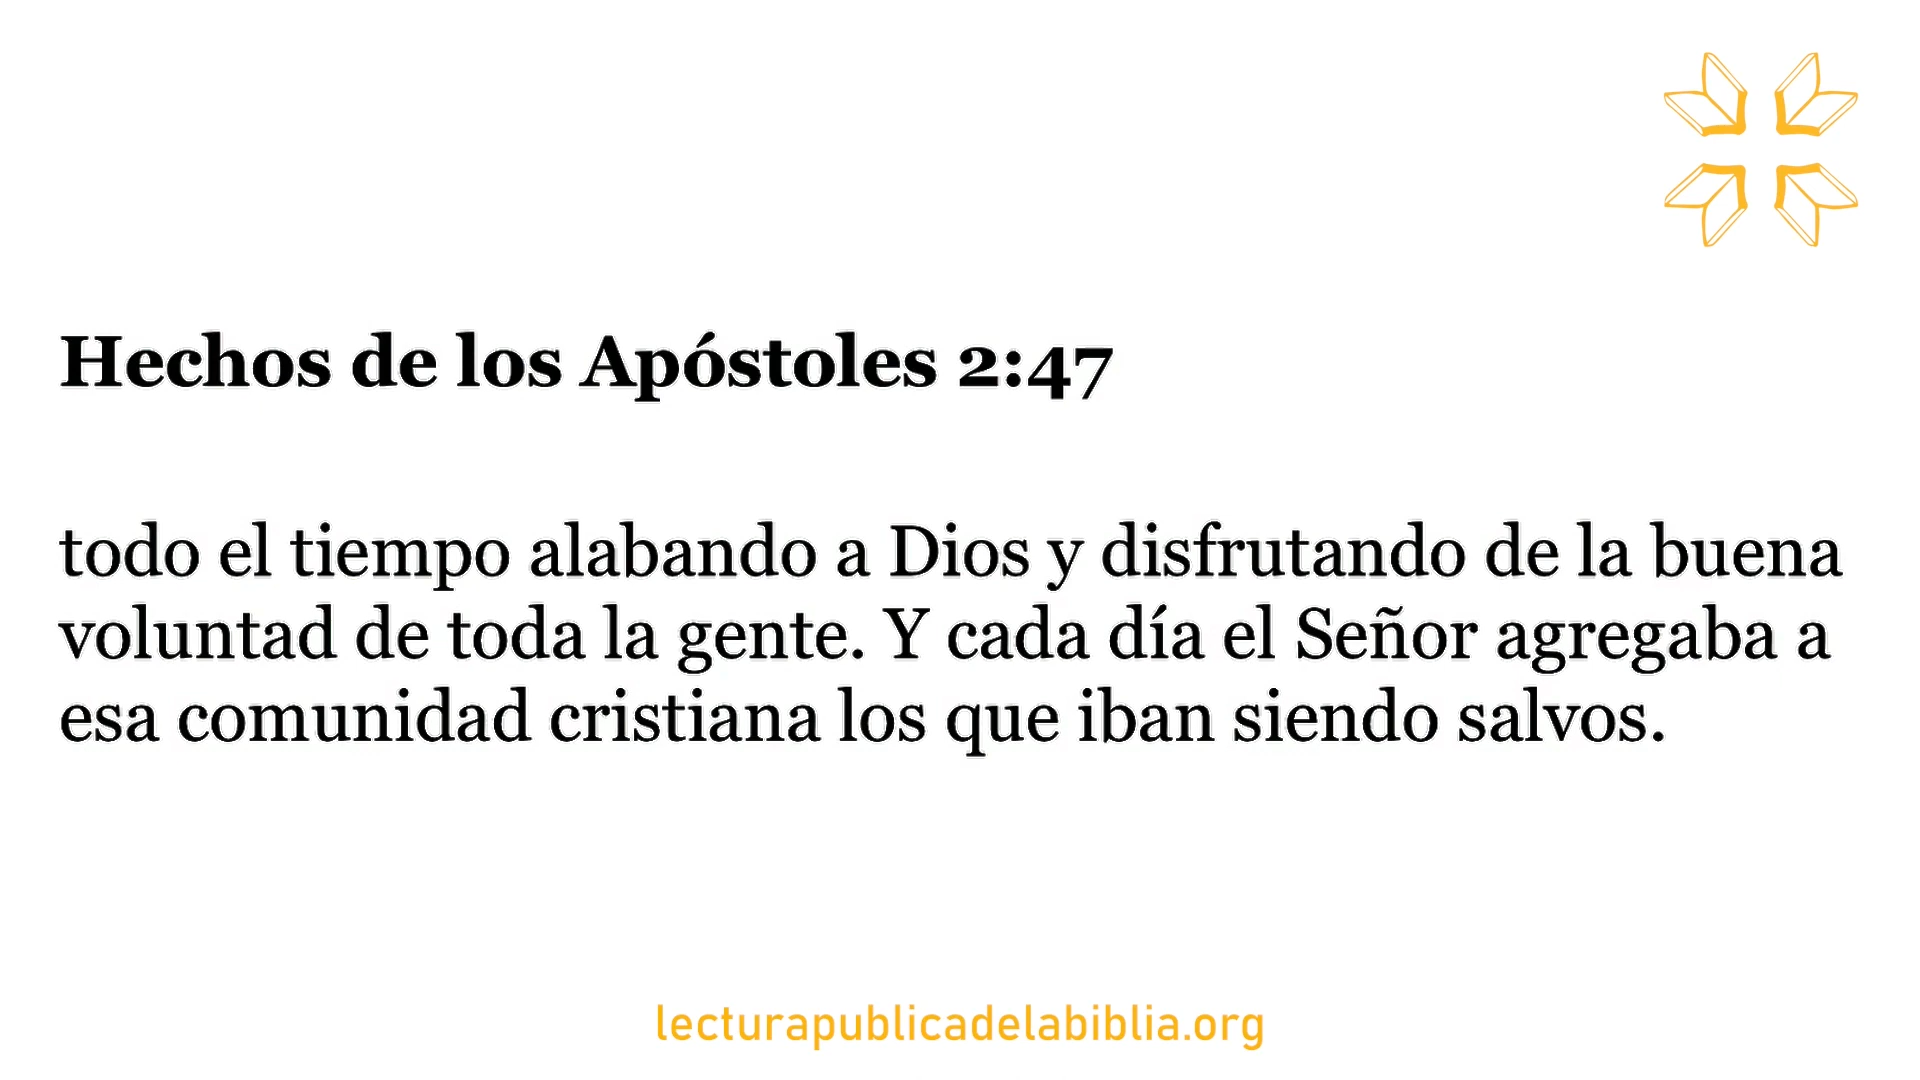 Hechos de los Apóstoles 2:47
todo el tiempo alabando a Dios y disfrutando de la buena
voluntad de toda la gente. Y cada día el Señor agregaba a
esa comunidad cristiana los que iban siendo salvos.
lecturapublicadelabiblia.org